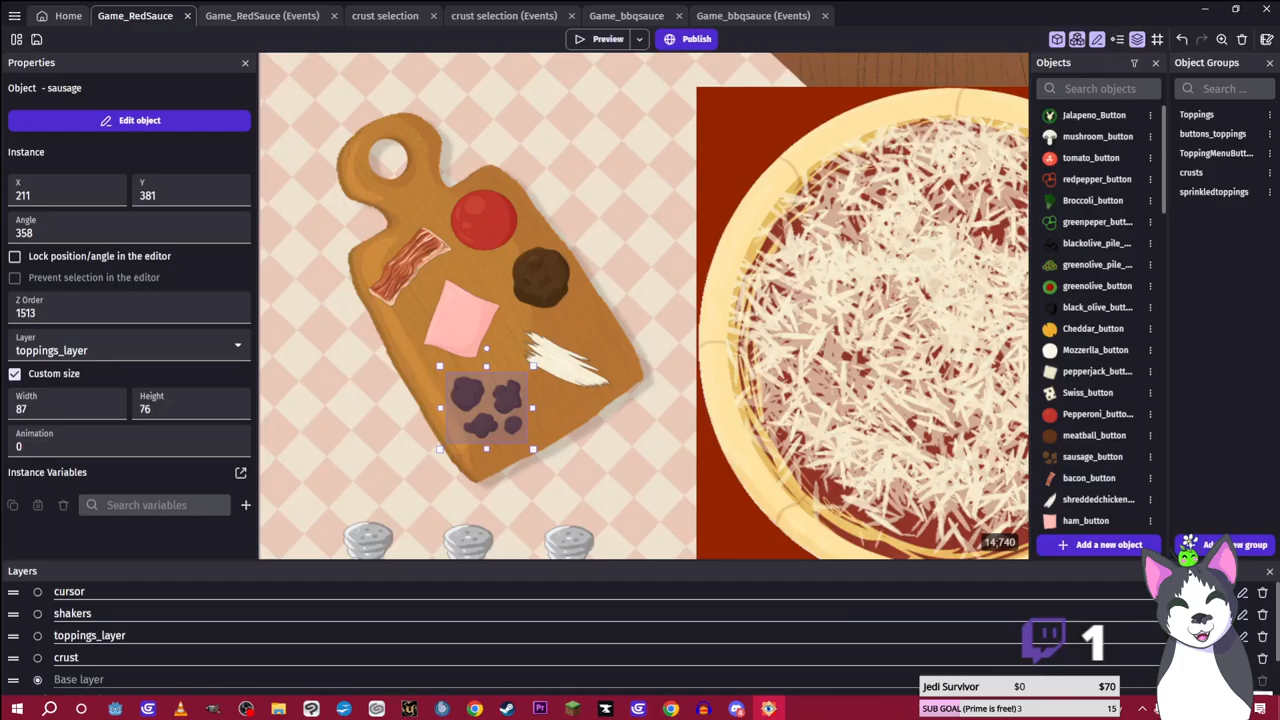 Home
Game_RedSauce
Game_RedSauce (Events)
crust selection
crust selection (Events)
Game_bbqsauce
Game_bbqsauce (Events)
Preview
Publish
Properties
Object - sausage
Edit object
Instance
X
211
Y
381
Angle
358
Lock position/angle in the editor
Prevent selection in the editor
Z Order
1513
Layer
toppings_layer
Custom size
Width
87
Height
76
Animation
0
Instance Variables
Search variables
14;740
Objects
Search objects
Jalapeno_Button
mushroom_Button
tomato_button
redpepper_button
Broccoli_button
greenpeper_butt...
blackolive_pile_...
greenolive_pile_...
greenolive_button
black_olive_butt...
Cheddar_button
Mozzerlla_button
pepperjack_butt...
Swiss_button
Pepperoni_butto...
meatball_button
sausage_button
bacon_button
shreddedchicken...
ham_button
Add a new object
Object Groups
Search ...
Toppings
buttons_toppings
ToppingMenuButt...
crusts
sprinkledtoppings
group
Layers
cursor
shakers
toppings_layer
crust
Base layer
1
Jedi Survivor $0 $70
SUB GOAL (Prime is free!) 3 15